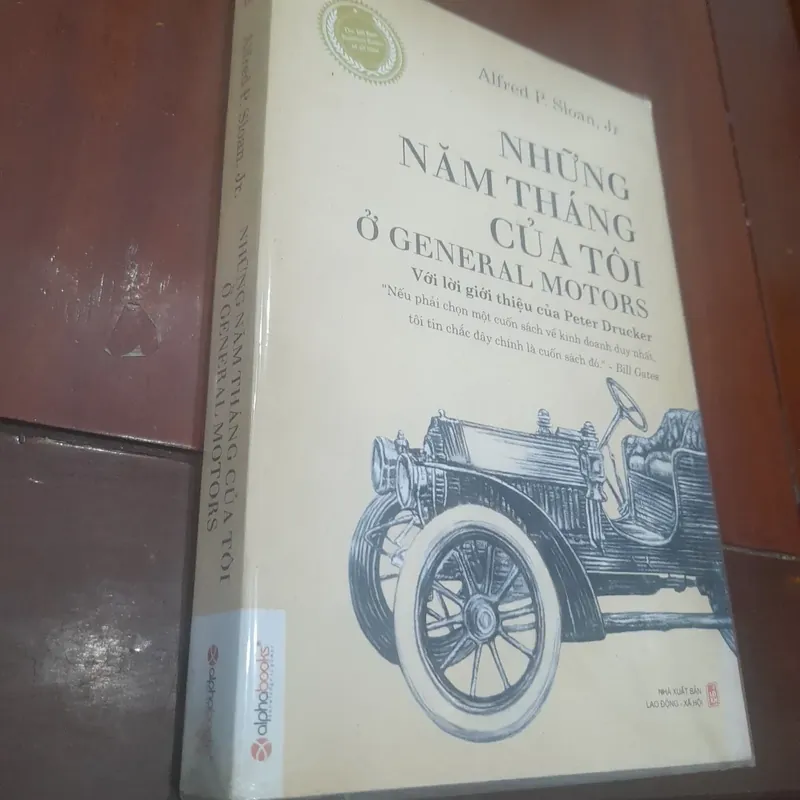 Alfred P. Sloan, Jr
NHỮNG
NĂM THÁNG
CỦA TÔI
Ở GENERAL MOTORS
Với lời giới thiệu của Peter Drucker
"Nếu phải chọn một cuốn sách về kinh doanh duy nhất,
tôi tin chắc đây chính là cuốn sách đó." - Bill Gates
NHÀ XUẤT BẢN
LAO ĐỘNG - XÃ HỘI
Alfred P. Sloan, Jr.
NHỮNG NĂM THÁNG CỦA TÔI
Ở GENERAL MOTORS
alphabooks